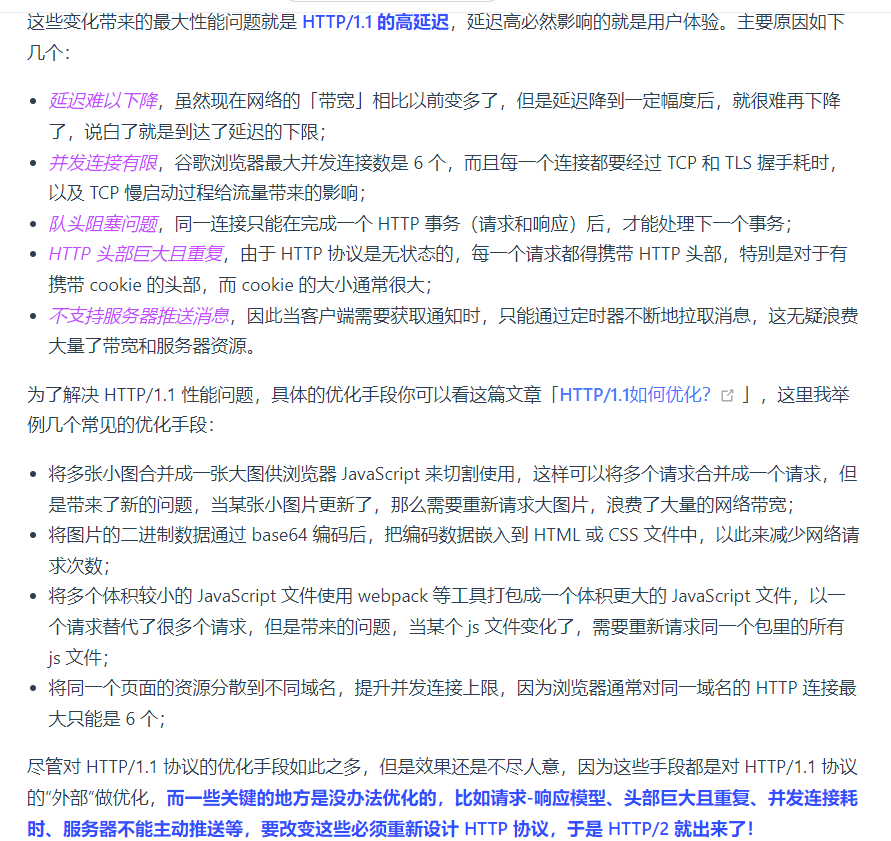 这些变化带来的最大性能问题就是 HTTP/1.1 的高延迟，延迟高必然影响的就是用户体验。主要原因如下
几个：
• 延迟难以下降，虽然现在网络的「带宽」相比以前变多了，但是延迟降到一定幅度后，就很难再下降
了，说白了就是到达了延迟的下限；
• 并发连接有限，谷歌浏览器最大并发连接数是 6 个，而且每一个连接都要经过 TCP 和 TLS 握手耗时，
以及 TCP 慢启动过程给流量带来的影响；
• 队头阻塞问题，同一连接只能在完成一个 HTTP 事务（请求和响应）后，才能处理下一个事务；
• HTTP 头部巨大且重复，由于 HTTP 协议是无状态的，每一个请求都得携带 HTTP 头部，特别是对于有
携带 cookie 的头部，而 cookie 的大小通常很大；
• 不支持服务器推送消息，因此当客户端需要获取通知时，只能通过定时器不断地拉取消息，这无疑浪费
大量了带宽和服务器资源。
为了解决 HTTP/1.1 性能问题，具体的优化手段你可以看这篇文章「HTTP/1.1如何优化？」，这里我举
例几个常见的优化手段：
• 将多张小图合并成一张大图供浏览器 JavaScript 来切割使用，这样可以将多个请求合并成一个请求，但
是带来了新的问题，当某张小图片更新了，那么需要重新请求大图片，浪费了大量的网络带宽；
• 将图片的二进制数据通过 base64 编码后，把编码数据嵌入到 HTML 或 CSS 文件中，以此来减少网络请
求次数；
• 将多个体积较小的 JavaScript 文件使用 webpack 等工具打包成一个体积更大的 JavaScript 文件，以一
个请求替代了很多个请求，但是带来的问题，当某个 js 文件变化了，需要重新请求同一个包里的所有
js 文件；
• 将同一个页面的资源分散到不同域名，提升并发连接上限，因为浏览器通常对同一域名的 HTTP 连接最
大只能是 6 个；
尽管对 HTTP/1.1 协议的优化手段如此之多，但是效果还是不尽人意，因为这些手段都是对 HTTP/1.1 协议
的“外部”做优化，而一些关键的地方是没办法优化的，比如请求-响应模型、头部巨大且重复、并发连接耗
时、服务器不能主动推送等，要改变这些必须重新设计 HTTP 协议，于是 HTTP/2 就出来了！